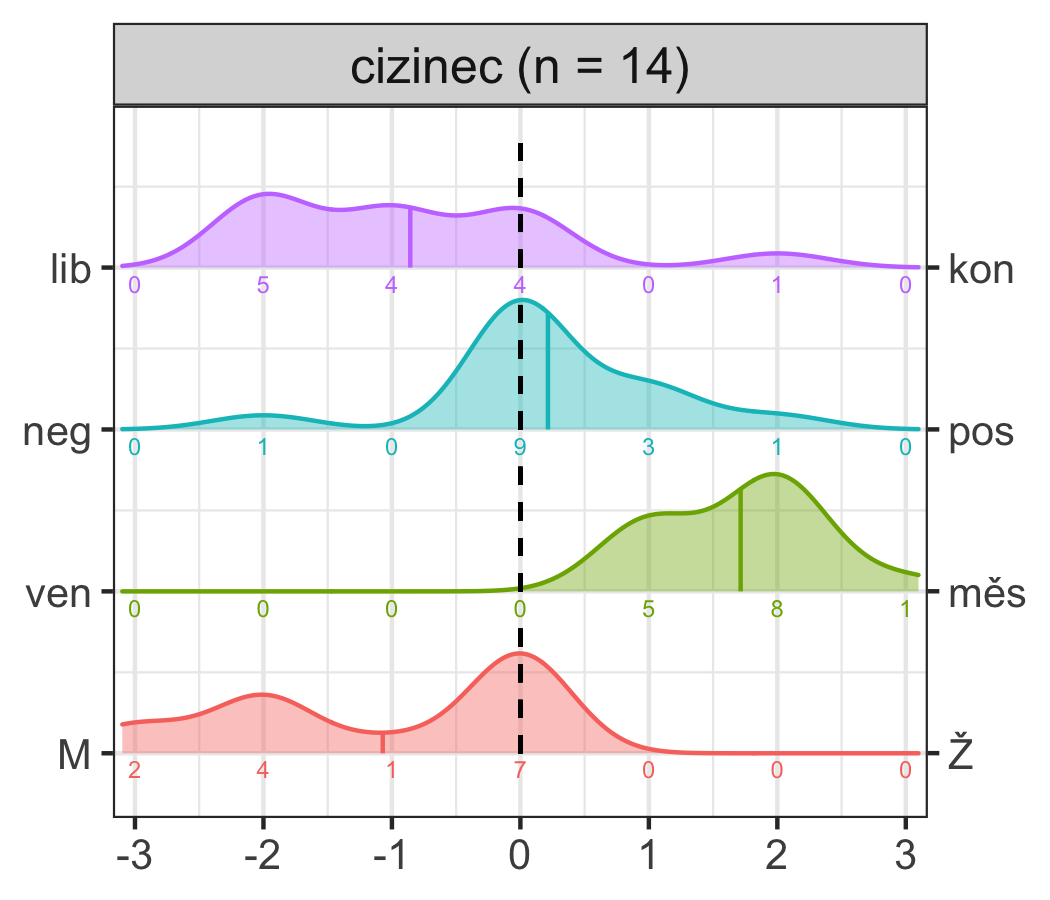 cizinec (n = 14)
lib kon
0 5 4 4 0 1 0
neg pos
0 1 0 9 3 1 0
ven měs
0 0 0 0 5 8 1
M Ž
2 4 1 7 0 0 0
-3 -2 -1 0 1 2 3